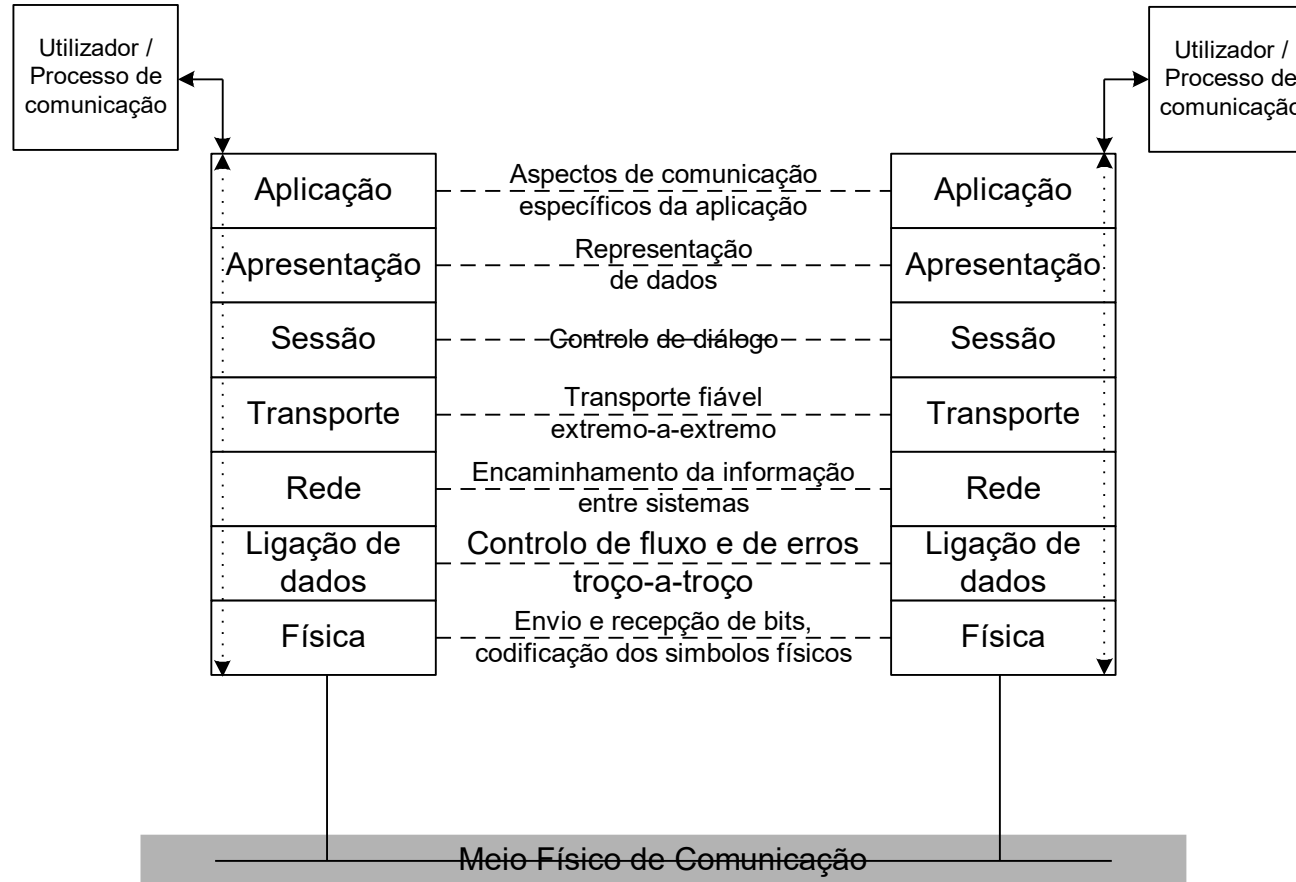 Utilizador /
Processo de
comunicação
Utilizador /
Processo de
comunicação
Aplicação
Aspectos de comunicação
específicos da aplicação
Aplicação
Apresentação
Représentação
de dados
Apresentação
Sessão
Controlo de diálogo
Sessão
Transporte
Transporte fiável
extremo-a-extremo
Transporte
Rede
Encaminhamento da informação
entre sistemas
Rede
Ligação de
dados
Controlo de fluxo e de erros
troço-a-troço
Ligação de
dados
Física
Envio e recepção de bits,
codificação dos simbolos físicos
Física
Meio Físico de Comunicação